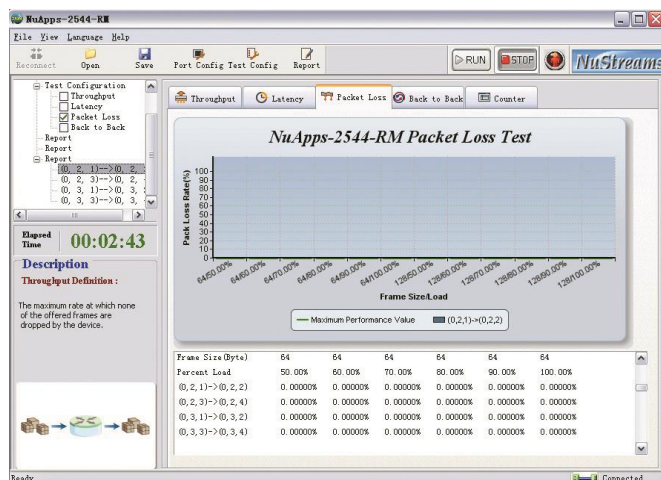 NuApps-2544-RM
File View Language Help
Reconnect Open Save Port Config Test Config Report RUN STOP NuStreams
Test Configuration
Throughput
Latency
Packet Loss
Back to Back
Report
Report
Report
(0, 2, 1)-->(0, 2,
(0, 2, 3)-->(0, 2,
(0, 3, 1)-->(0, 3,
(0, 3, 3)-->(0, 3,
Elapsed Time 00:02:43
Description
Throughput Definition :
The maximum rate at which none
of the offered frames are
dropped by the device.
Throughput Latency Packet Loss Back to Back Counter
NuApps-2544-RM Packet Loss Test
Pack Loss Rate(%)
100
90
80
70
60
50
40
30
20
10
0
64/50.00% 64/60.00% 64/70.00% 64/80.00% 64/90.00% 64/100.00% 128/50.00% 128/60.00% 128/70.00% 128/80.00% 128/90.00% 128/100.00%
Frame Size/Load
Maximum Performance Value (0,2,1)->(0,2,2)
Frame Size(Byte) 64 64 64 64 64 64
Percent Load 50.00% 60.00% 70.00% 80.00% 90.00% 100.00%
(0,2,1)->(0,2,2) 0.00000% 0.00000% 0.00000% 0.00000% 0.00000% 0.00000%
(0,2,3)->(0,2,4) 0.00000% 0.00000% 0.00000% 0.00000% 0.00000% 0.00000%
(0,3,1)->(0,3,2) 0.00000% 0.00000% 0.00000% 0.00000% 0.00000% 0.00000%
(0,3,3)->(0,3,4) 0.00000% 0.00000% 0.00000% 0.00000% 0.00000% 0.00000%
Ready Connected